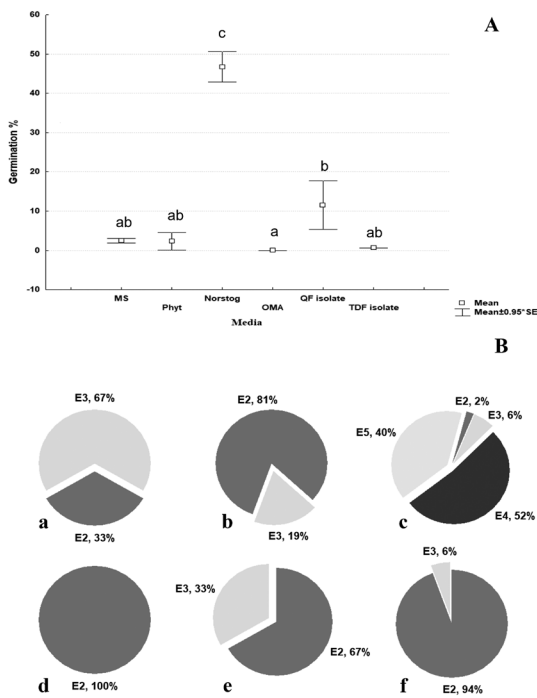 A
Germination %
60
50
40
30
20
10
0
-10
ab
ab
c
a
b
ab
MS
Phyt
Norstog
OMA
QF isolate
TDF isolate
Media
Mean
Mean±0.95*SE
B
E3, 67%
E2, 33%
a
E2, 81%
E3, 19%
b
E2, 2%
E3, 6%
E5, 40%
E4, 52%
c
E2, 100%
d
E3, 33%
E2, 67%
e
E3, 6%
E2, 94%
f